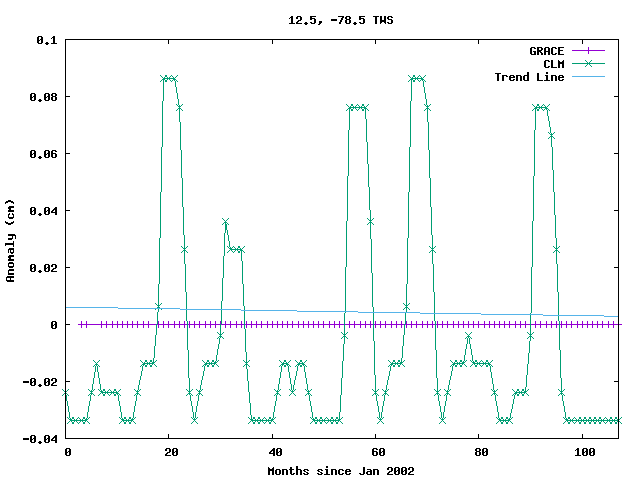 12.5, -78.5 TWS
GRACE
CLM
Trend Line
0.1
0.08
0.06
0.04
0.02
0
-0.02
-0.04
Anomaly (cm)
0 20 40 60 80 100
Months since Jan 2002